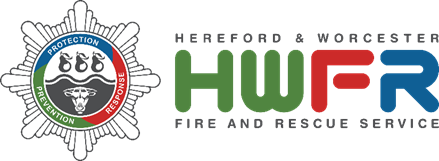 PROTECTION
PREVENTION
RESPONSE
HEREFORD & WORCESTER
HWFR
FIRE AND RESCUE SERVICE